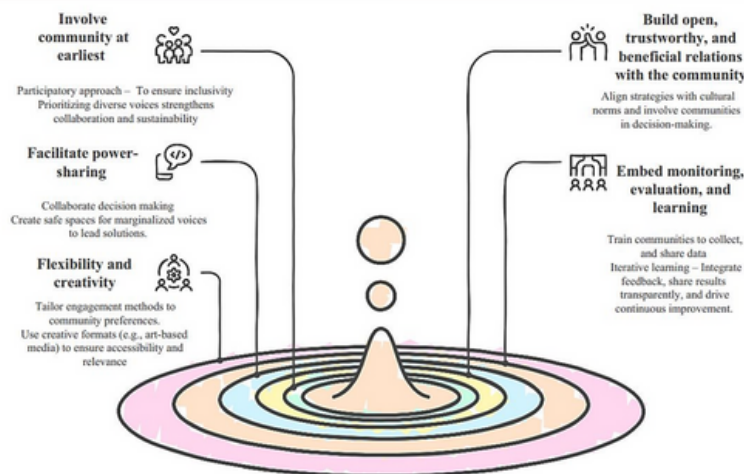 Involve
community at
earliest
Participatory approach – To ensure inclusivity
Prioritizing diverse voices strengthens
collaboration and sustainability
Facilitate power-
sharing
Collaborate decision making
Create safe spaces for marginalized voices
to lead solutions.
Flexibility and
creativity
Tailor engagement methods to
community preferences.
Use creative formats (e.g., art-based
media) to ensure accessibility and
relevance
Build open,
trustworthy, and
beneficial relations
with the community
Align strategies with cultural
norms and involve communities
in decision-making.
Embed monitoring,
evaluation, and
learning
Train communities to collect,
and share data
Iterative learning – Integrate
feedback, share results
transparently, and drive
continuous improvement.